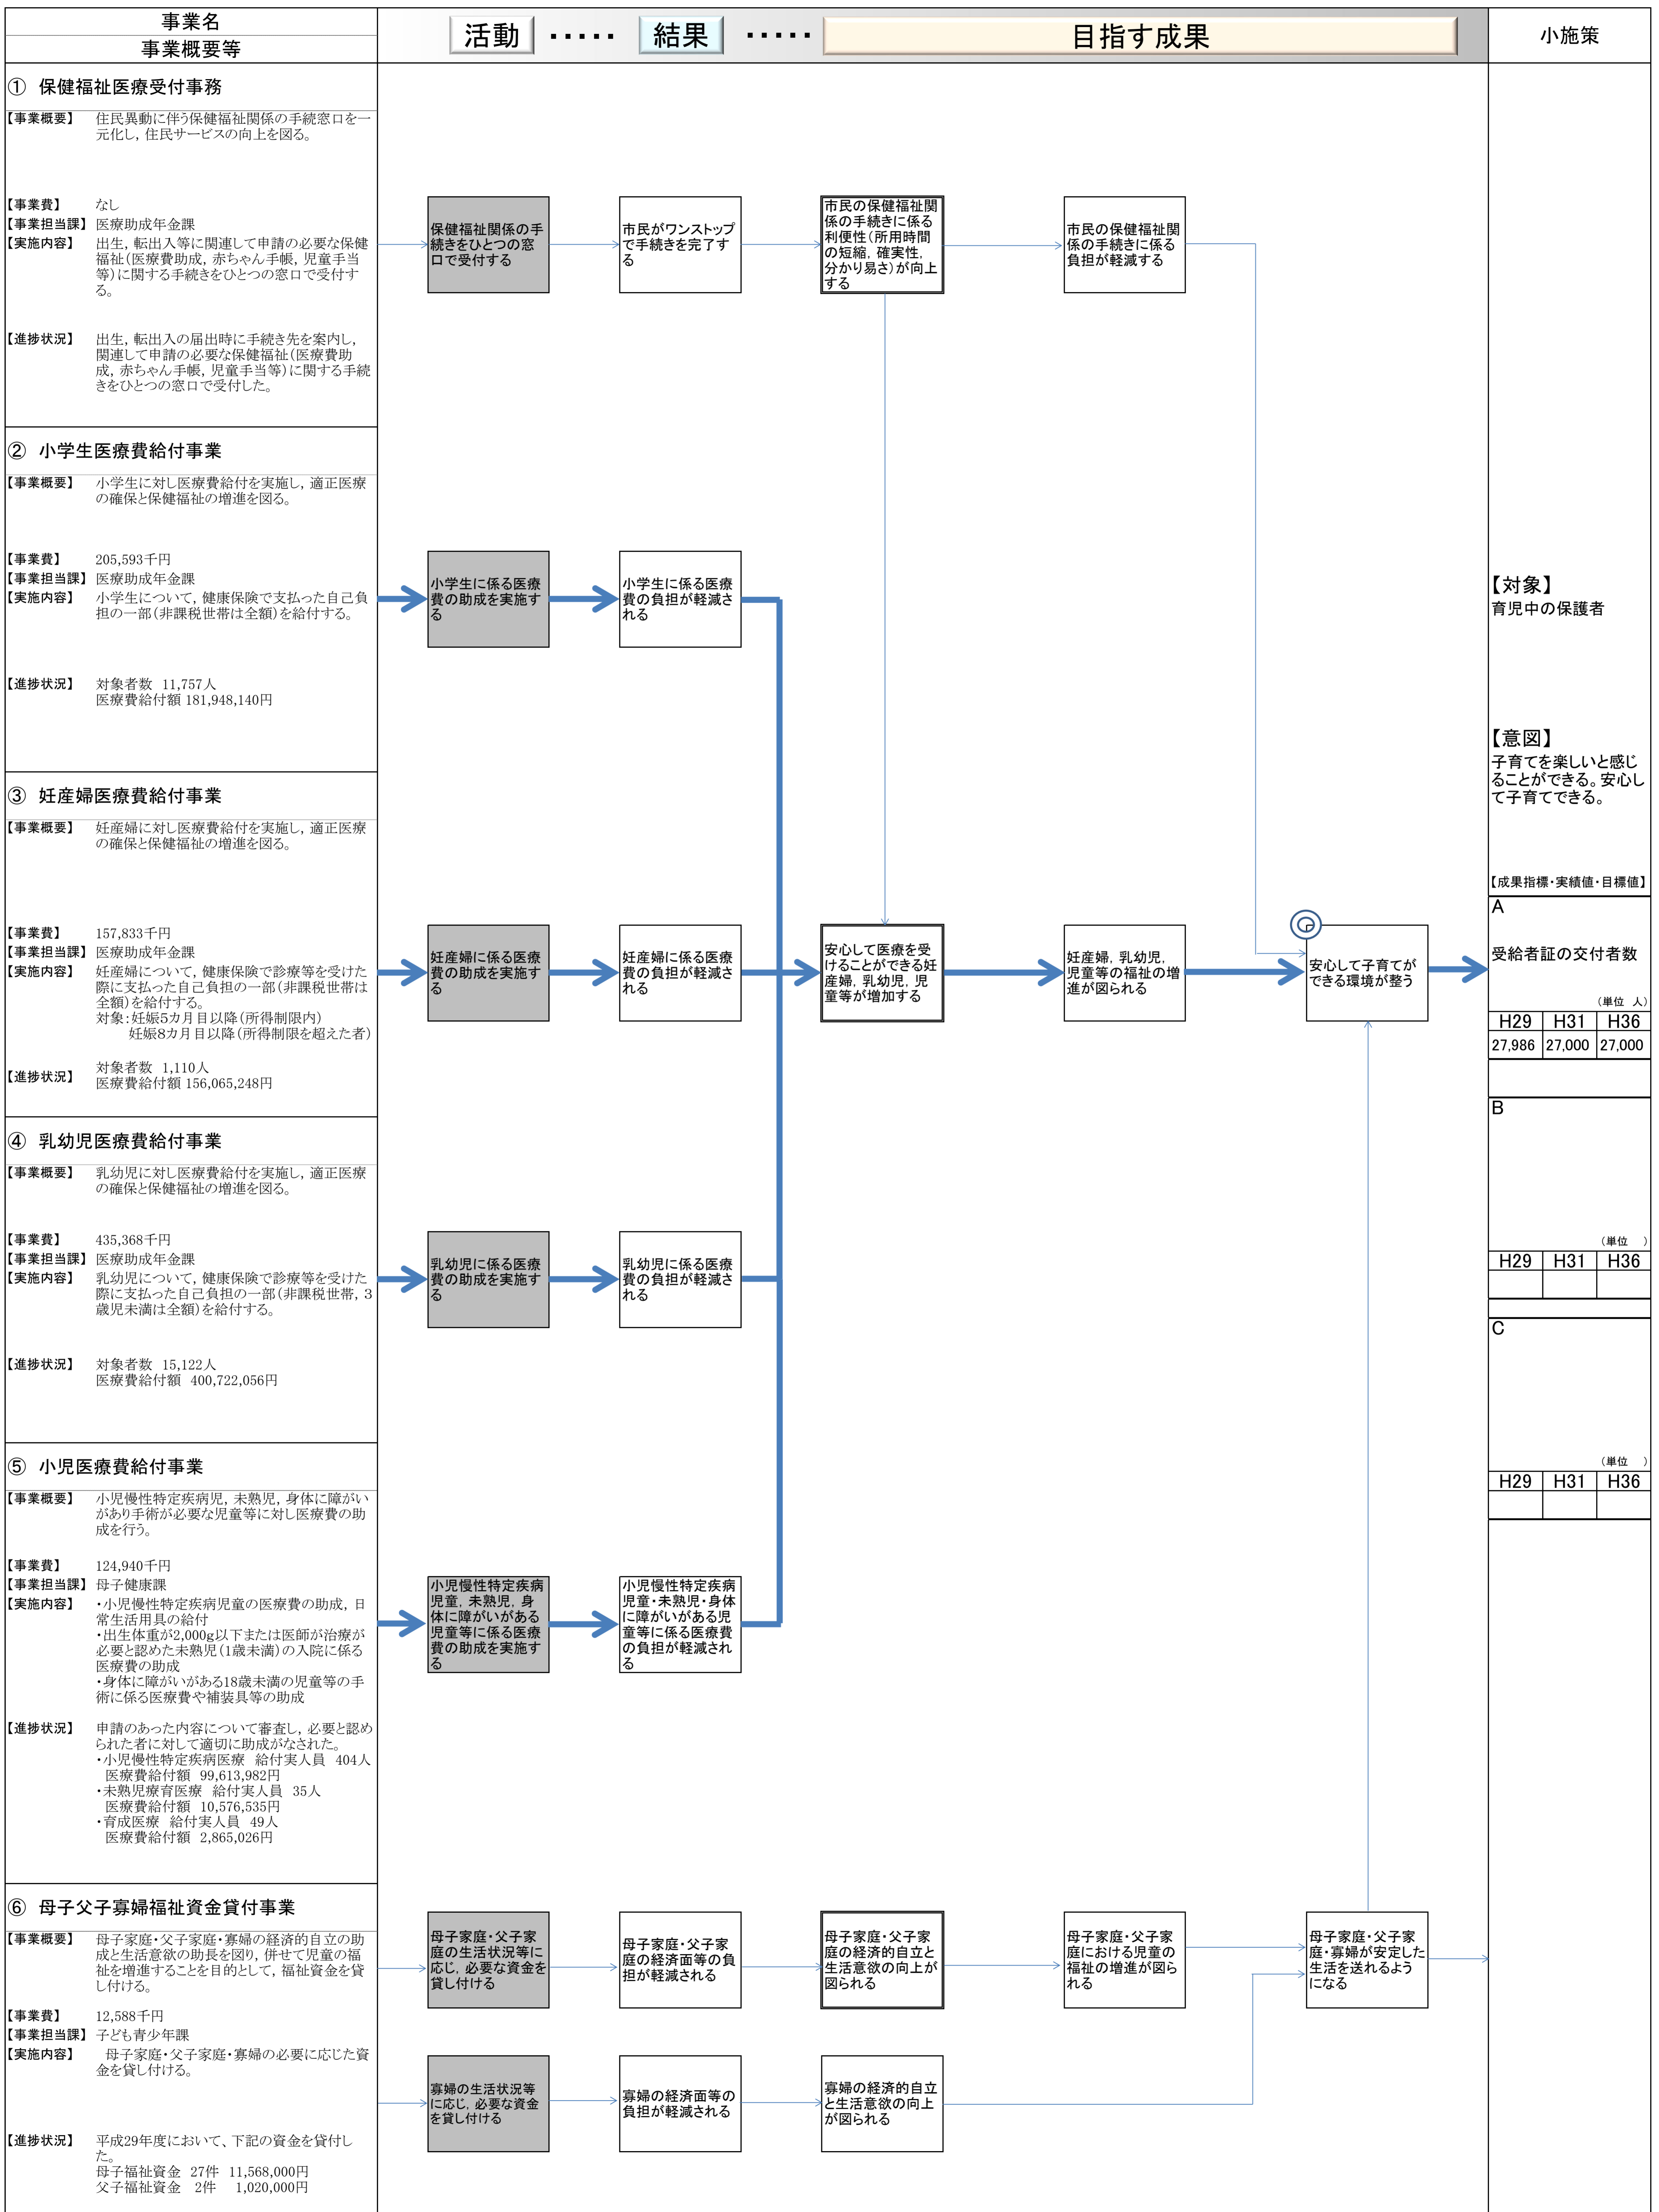 事業名
事業概要等
活動 ・・・・・ 結果 ・・・・・ 目指す成果
小施策
① 保健福祉医療受付事務
【事業概要】 住民異動に伴う保健福祉関係の手続窓口を一
元化し，住民サービスの向上を図る。
【事業費】 なし
【事業担当課】 医療助成年金課
【実施内容】 出生，転出入等に関連して申請の必要な保健
福祉（医療費助成，赤ちゃん手帳，児童手当
等）に関する手続きをひとつの窓口で受付す
る。
【進捗状況】 出生，転出入の届出時に手続き先を案内し，
関連して申請の必要な保健福祉（医療費助
成，赤ちゃん手帳，児童手当等）に関する手続
きをひとつの窓口で受付した。
保健福祉関係の手
続きをひとつの窓
口で受付する
市民がワンストップ
で手続きを完了す
る
市民の保健福祉関
係の手続きに係る
利便性（所用時間
の短縮，確実性，
分かり易さ）が向上
する
市民の保健福祉関
係の手続きに係る
負担が軽減する
② 小学生医療費給付事業
【事業概要】 小学生に対し医療費給付を実施し，適正医療
の確保と保健福祉の増進を図る。
【事業費】 205,593千円
【事業担当課】 医療助成年金課
【実施内容】 小学生について，健康保険で支払った自己負
担の一部（非課税世帯は全額）を給付する。
【進捗状況】 対象者数 11,757人
医療費給付額 181,948,140円
小学生に係る医療
費の助成を実施す
る
小学生に係る医療
費の負担が軽減さ
れる
③ 妊産婦医療費給付事業
【事業概要】 妊産婦に対し医療費給付を実施し，適正医療
の確保と保健福祉の増進を図る。
【事業費】 157,833千円
【事業担当課】 医療助成年金課
【実施内容】 妊産婦について，健康保険で診療等を受けた
際に支払った自己負担の一部（非課税世帯は
全額）を給付する。
対象：妊娠5カ月目以降（所得制限内）
妊娠8カ月目以降（所得制限を超えた者）
【進捗状況】 対象者数 1,110人
医療費給付額 156,065,248円
妊産婦に係る医療
費の助成を実施す
る
妊産婦に係る医療
費の負担が軽減さ
れる
安心して医療を受
けることができる妊
産婦，乳幼児，児
童等が増加する
妊産婦，乳幼児，
児童等の福祉の増
進が図られる
◎
安心して子育てが
できる環境が整う
④ 乳幼児医療費給付事業
【事業概要】 乳幼児に対し医療費給付を実施し，適正医療
の確保と保健福祉の増進を図る。
【事業費】 435,368千円
【事業担当課】 医療助成年金課
【実施内容】 乳幼児について，健康保険で診療等を受けた
際に支払った自己負担の一部（非課税世帯，3
歳児未満は全額）を給付する。
【進捗状況】 対象者数 15,122人
医療費給付額 400,722,056円
乳幼児に係る医療
費の助成を実施す
る
乳幼児に係る医療
費の負担が軽減さ
れる
⑤ 小児医療費給付事業
【事業概要】 小児慢性特定疾病児，未熟児，身体に障がい
があり手術が必要な児童等に対し医療費の助
成を行う。
【事業費】 124,940千円
【事業担当課】 母子健康課
【実施内容】 ・小児慢性特定疾病児童の医療費の助成，日
常生活用具の給付
・出生体重が2,000g以下または医師が治療が
必要と認めた未熟児（1歳未満）の入院に係る
医療費の助成
・身体に障がいがある18歳未満の児童等の手
術に係る医療費や補装具等の助成
【進捗状況】 申請のあった内容について審査し，必要と認め
られた者に対して適切に助成がなされた。
・小児慢性特定疾病医療 給付実人員 404人
医療費給付額 99,613,982円
・未熟児療育医療 給付実人員 35人
医療費給付額 10,576,535円
・育成医療 給付実人員 49人
医療費給付額 2,865,026円
小児慢性特定疾病
児童，未熟児，身
体に障がいがある
児童等に係る医療
費の助成を実施す
る
小児慢性特定疾病
児童・未熟児・身体
に障がいがある児
童等に係る医療費
の負担が軽減され
る
⑥ 母子父子寡婦福祉資金貸付事業
【事業概要】 母子家庭・父子家庭・寡婦の経済的自立の助
成と生活意欲の助長を図り，併せて児童の福
祉を増進することを目的として，福祉資金を貸
し付ける。
【事業費】 12,588千円
【事業担当課】 子ども青少年課
【実施内容】 母子家庭・父子家庭・寡婦の必要に応じた資
金を貸し付ける。
【進捗状況】 平成29年度において、下記の資金を貸付し
た。
母子福祉資金 27件 11,568,000円
父子福祉資金 2件 1,020,000円
母子家庭・父子家
庭の生活状況等に
応じ，必要な資金を
貸し付ける
母子家庭・父子家
庭の経済面等の負
担が軽減される
母子家庭・父子家
庭の経済的自立と
生活意欲の向上が
図られる
母子家庭・父子家
庭における児童の
福祉の増進が図ら
れる
母子家庭・父子家
庭・寡婦が安定した
生活を送れるよう
になる
寡婦の生活状況等
に応じ，必要な資金
を貸し付ける
寡婦の経済面等の
負担が軽減される
寡婦の経済的自立
と生活意欲の向上
が図られる
【対象】
育児中の保護者
【意図】
子育てを楽しいと感じ
ることができる。安心し
て子育てできる。
【成果指標・実績値・目標値】
A
受給者証の交付者数
（単位 人）
H29 H31 H36
27,986 27,000 27,000
B
（単位 ）
H29 H31 H36
C
（単位 ）
H29 H31 H36